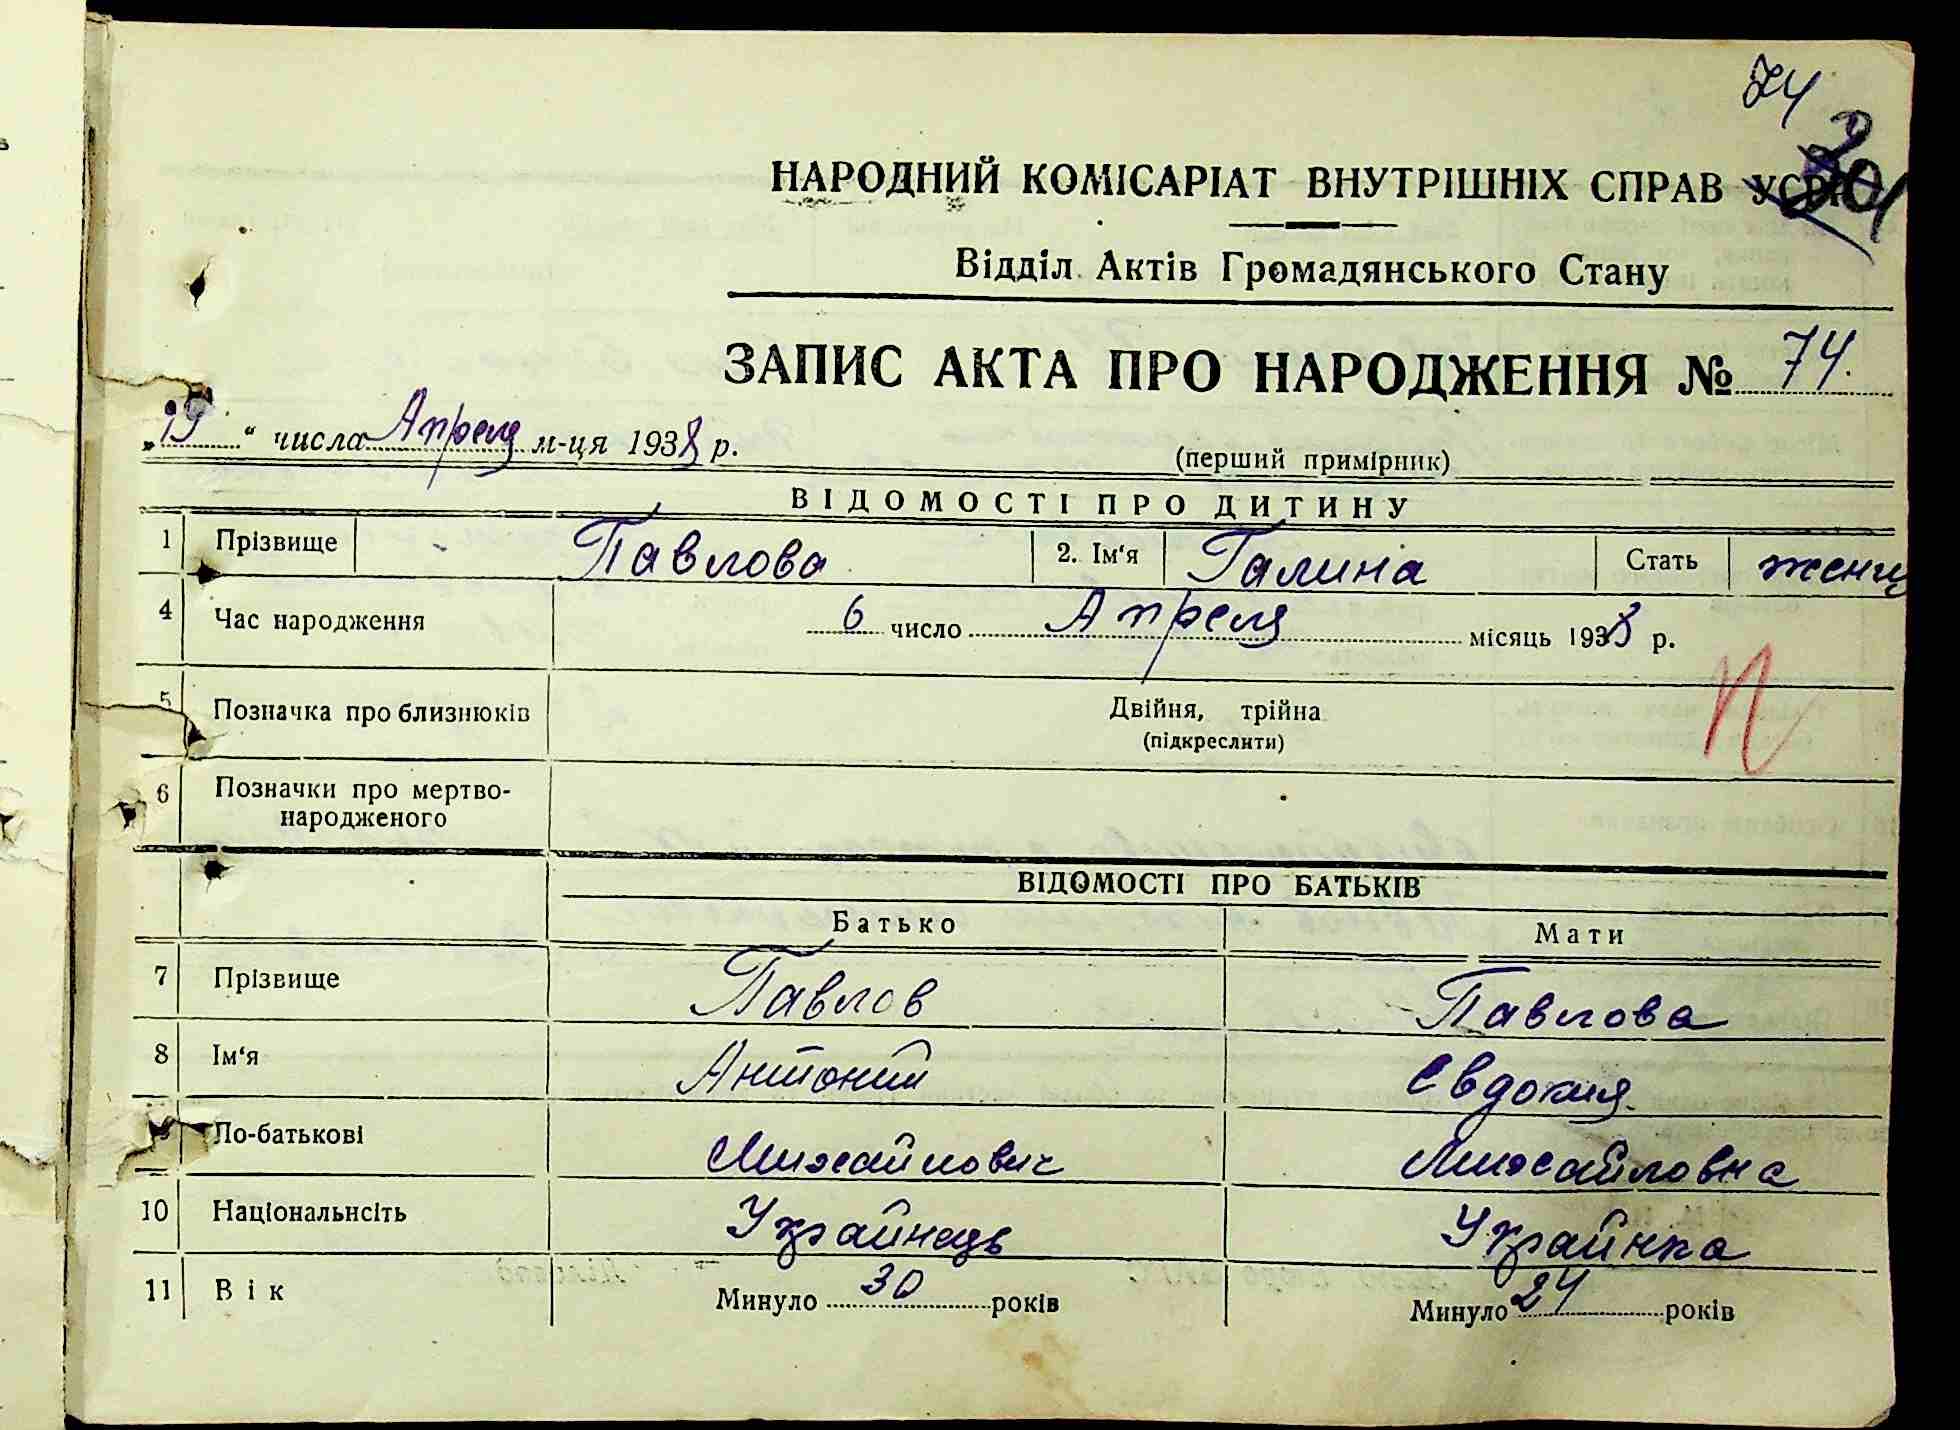 74
НАРОДНИЙ КОМІСАРІАТ ВНУТРІШНІХ СПРАВ УСРР
Відділ Актів Громадянського Стану
ЗАПИС АКТА ПРО НАРОДЖЕННЯ № 74.
„19“ числа Апреля м-ця 1938 р.
(перший примірник)
ВІДОМОСТІ ПРО ДИТИНУ
1 Прізвище Павлова 2. Ім‘я Галина Стать женщ
4 Час народження 6 число Апреля місяць 1938 р.
5 Позначка про близнюків Двійня, трійна
(підкреслити)
6 Позначки про мертво-
народженого
ВІДОМОСТІ ПРО БАТЬКІВ
Батько Мати
7 Прізвище Павлов Павлова
8 Ім‘я Антоний Євдокия.
9 По-батькові Михайлович Михайловна
10 Національнсіть Украйнець Украйнка
11 Вік Минуло 30 років Минуло 24 років